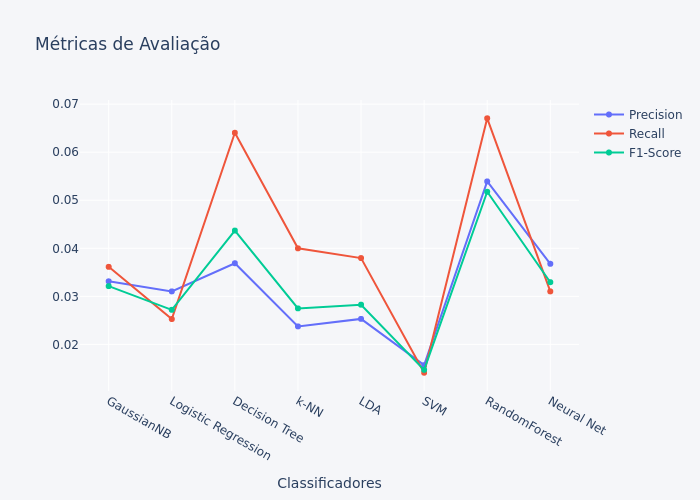 Métricas de Avaliação
0.07
0.06
0.05
0.04
0.03
0.02
Precision
Recall
F1-Score
GaussianNB
Logistic Regression
Decision Tree
k-NN
LDA
SVM
RandomForest
Neural Net
Classificadores